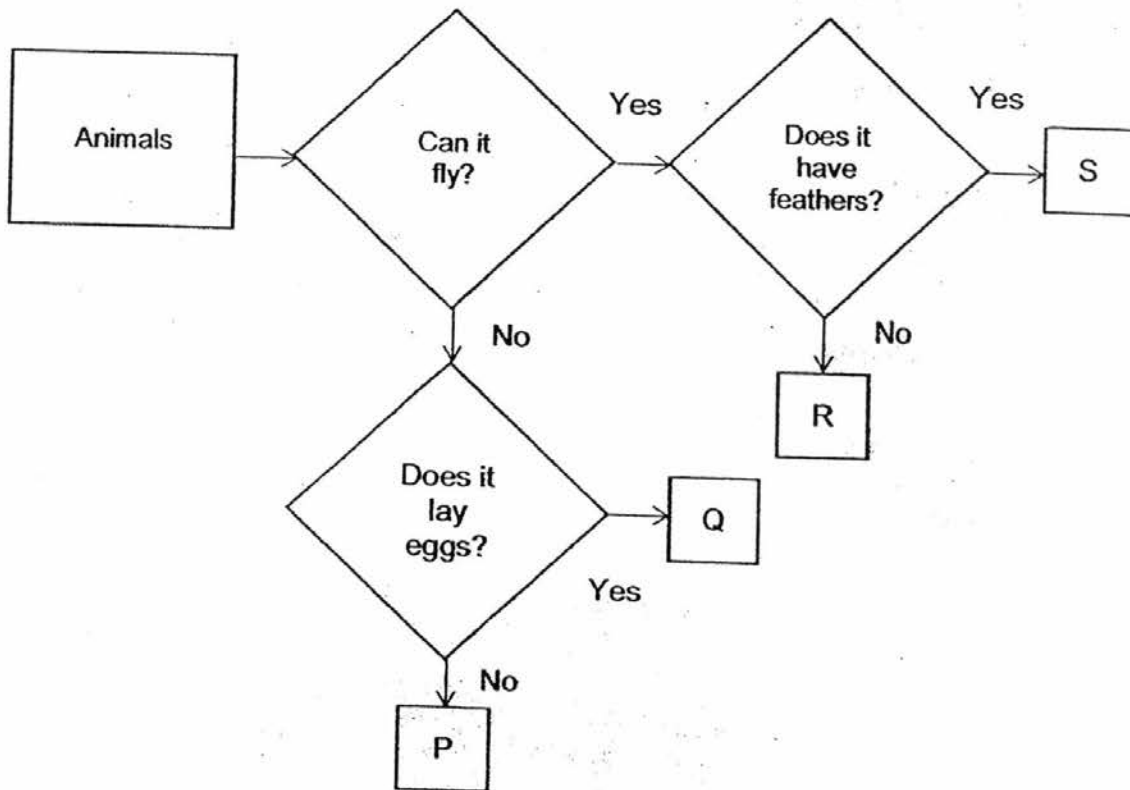 Animals
Can it
fly?
Yes
Does it
have
feathers?
Yes
S
No
No
R
Does it
lay
eggs?
Q
Yes
No
P